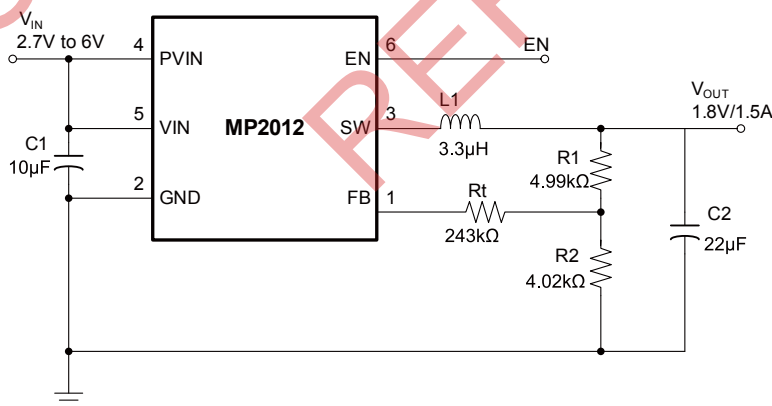 VIN
2.7V to 6V
4
PVIN
EN
6
EN
5
VIN
MP2012
SW
3
L1
3.3µH
VOUT
1.8V/1.5A
C1
10µF
2
GND
FB
1
Rt
243kΩ
R1
4.99kΩ
R2
4.02kΩ
C2
22µF